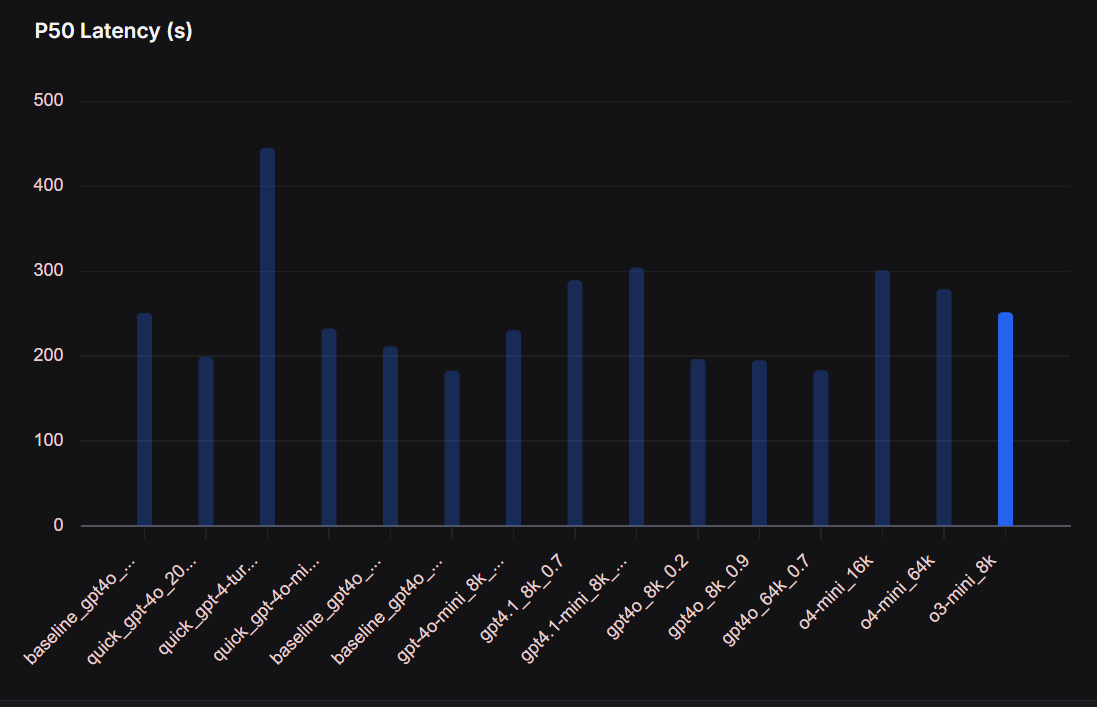 P50 Latency (s)
500
400
300
200
100
0
baseline_gpt4o_...
quick_gpt-4o_20...
quick_gpt-4-tur...
quick_gpt-4o-mi...
baseline_gpt4o_...
baseline_gpt4o_...
gpt-4o-mini_8k_...
gpt4.1_8k_0.7
gpt4.1-mini_8k_...
gpt4o_8k_0.2
gpt4o_8k_0.9
gpt4o_64k_0.7
o4-mini_16k
o4-mini_64k
o3-mini_8k